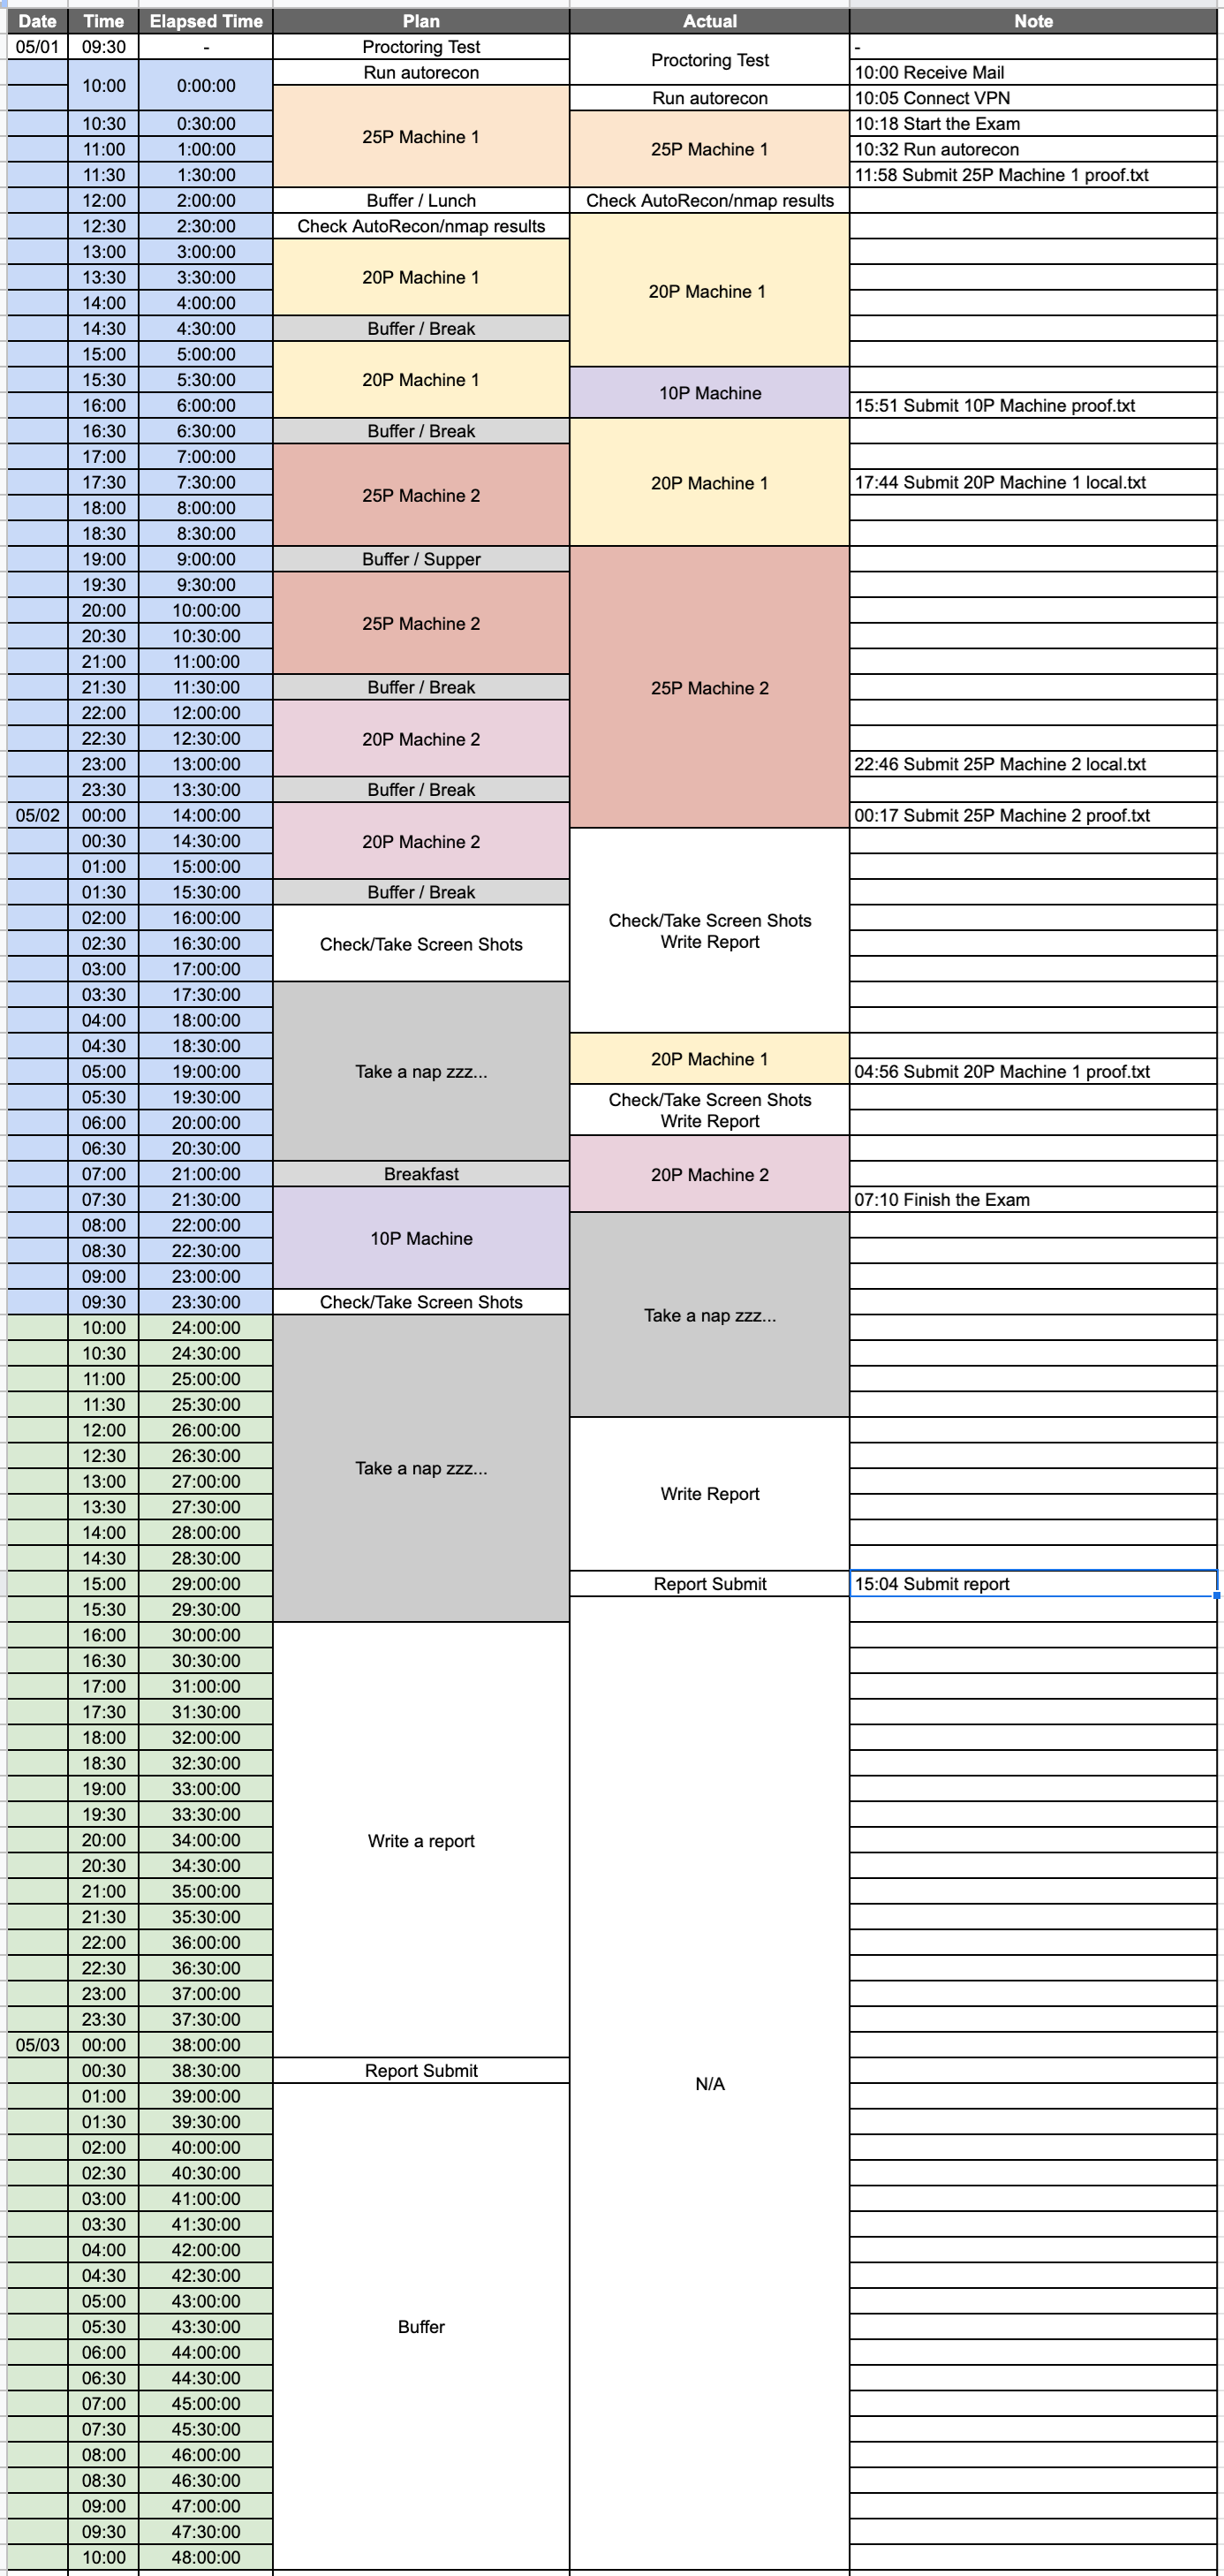 Date Time Elapsed Time Plan Actual Note
05/01 09:30 - Proctoring Test Proctoring Test -
10:00 0:00:00 Run autorecon 10:00 Receive Mail
25P Machine 1 Run autorecon 10:05 Connect VPN
10:30 0:30:00 25P Machine 1 10:18 Start the Exam
11:00 1:00:00 10:32 Run autorecon
11:30 1:30:00 11:58 Submit 25P Machine 1 proof.txt
12:00 2:00:00 Buffer / Lunch Check AutoRecon/nmap results
12:30 2:30:00 Check AutoRecon/nmap results 20P Machine 1
13:00 3:00:00 20P Machine 1
13:30 3:30:00
14:00 4:00:00
14:30 4:30:00 Buffer / Break
15:00 5:00:00 20P Machine 1
15:30 5:30:00 10P Machine
16:00 6:00:00 15:51 Submit 10P Machine proof.txt
16:30 6:30:00 Buffer / Break 20P Machine 1
17:00 7:00:00 25P Machine 2
17:30 7:30:00 17:44 Submit 20P Machine 1 local.txt
18:00 8:00:00
18:30 8:30:00
19:00 9:00:00 Buffer / Supper 25P Machine 2
19:30 9:30:00 25P Machine 2
20:00 10:00:00
20:30 10:30:00
21:00 11:00:00
21:30 11:30:00 Buffer / Break
22:00 12:00:00 20P Machine 2
22:30 12:30:00
23:00 13:00:00 22:46 Submit 25P Machine 2 local.txt
23:30 13:30:00 Buffer / Break
05/02 00:00 14:00:00 20P Machine 2 00:17 Submit 25P Machine 2 proof.txt
00:30 14:30:00 Check/Take Screen Shots
Write Report
01:00 15:00:00
01:30 15:30:00 Buffer / Break
02:00 16:00:00 Check/Take Screen Shots
02:30 16:30:00
03:00 17:00:00
03:30 17:30:00 Take a nap zzz...
04:00 18:00:00
04:30 18:30:00 20P Machine 1
05:00 19:00:00 04:56 Submit 20P Machine 1 proof.txt
05:30 19:30:00 Check/Take Screen Shots
Write Report
06:00 20:00:00
06:30 20:30:00 20P Machine 2
07:00 21:00:00 Breakfast
07:30 21:30:00 10P Machine 07:10 Finish the Exam
08:00 22:00:00 Take a nap zzz...
08:30 22:30:00
09:00 23:00:00
09:30 23:30:00 Check/Take Screen Shots
10:00 24:00:00 Take a nap zzz...
10:30 24:30:00
11:00 25:00:00
11:30 25:30:00
12:00 26:00:00 Write Report
12:30 26:30:00
13:00 27:00:00
13:30 27:30:00
14:00 28:00:00
14:30 28:30:00
15:00 29:00:00 Report Submit 15:04 Submit report
15:30 29:30:00 N/A
16:00 30:00:00 Write a report
16:30 30:30:00
17:00 31:00:00
17:30 31:30:00
18:00 32:00:00
18:30 32:30:00
19:00 33:00:00
19:30 33:30:00
20:00 34:00:00
20:30 34:30:00
21:00 35:00:00
21:30 35:30:00
22:00 36:00:00
22:30 36:30:00
23:00 37:00:00
23:30 37:30:00
05/03 00:00 38:00:00
00:30 38:30:00 Report Submit
01:00 39:00:00 Buffer
01:30 39:30:00
02:00 40:00:00
02:30 40:30:00
03:00 41:00:00
03:30 41:30:00
04:00 42:00:00
04:30 42:30:00
05:00 43:00:00
05:30 43:30:00
06:00 44:00:00
06:30 44:30:00
07:00 45:00:00
07:30 45:30:00
08:00 46:00:00
08:30 46:30:00
09:00 47:00:00
09:30 47:30:00
10:00 48:00:00